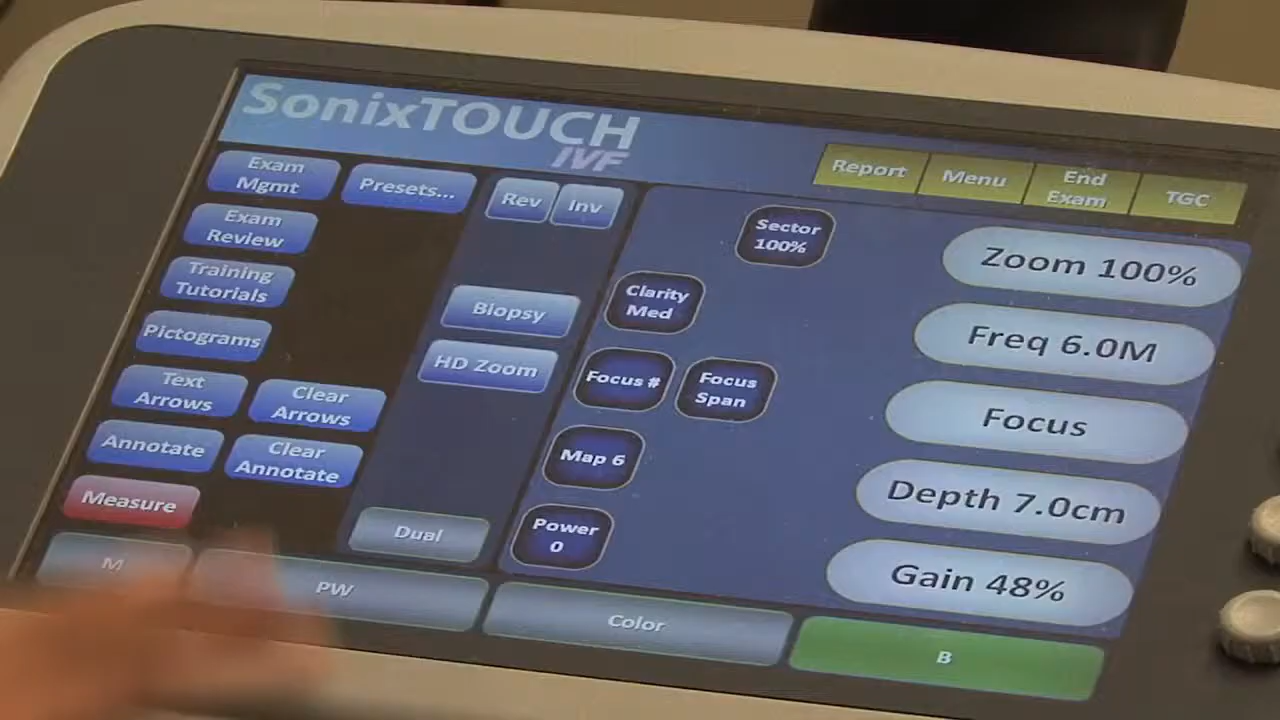 SonixTOUCH
IVF
Report
Menu
End
Exam
TGC
Exam
Mgmt
Presets...
Rev
Inv
Exam
Review
Training
Tutorials
Pictograms
Text
Arrows
Clear
Arrows
Annotate
Clear
Annotate
Measure
Biopsy
HD Zoom
Dual
Sector
100%
Clarity
Med
Focus #
Focus
Span
Map 6
Power
0
Zoom 100%
Freq 6.0M
Focus
Depth 7.0cm
Gain 48%
M
PW
Color
B